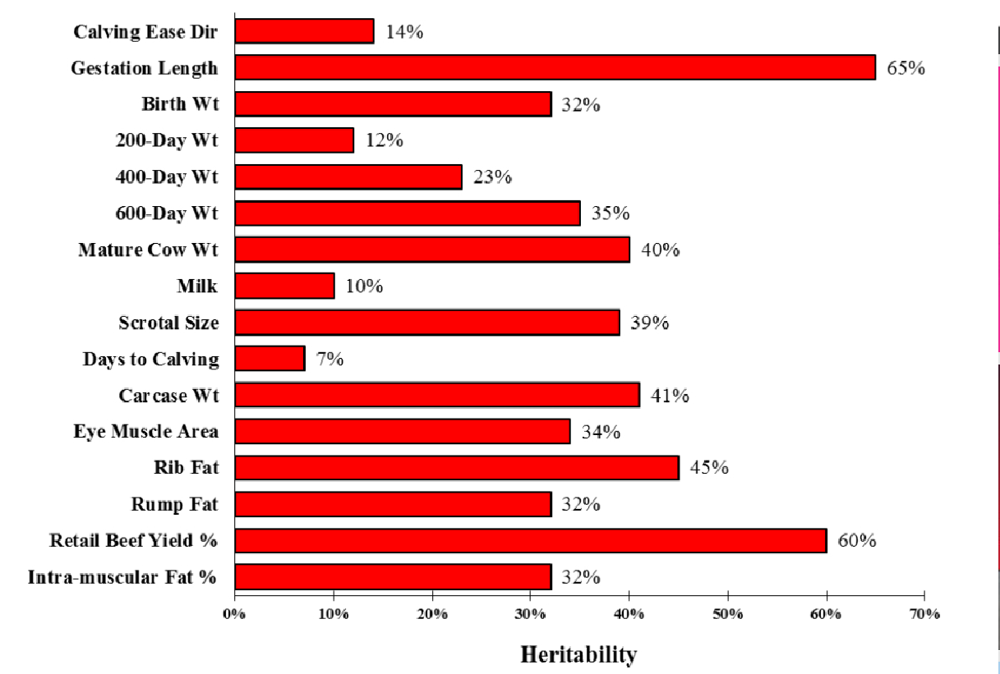 Calving Ease Dir 14%
Gestation Length 65%
Birth Wt 32%
200-Day Wt 12%
400-Day Wt 23%
600-Day Wt 35%
Mature Cow Wt 40%
Milk 10%
Scrotal Size 39%
Days to Calving 7%
Carcase Wt 41%
Eye Muscle Area 34%
Rib Fat 45%
Rump Fat 32%
Retail Beef Yield % 60%
Intra-muscular Fat % 32%
0% 10% 20% 30% 40% 50% 60% 70%
Heritability